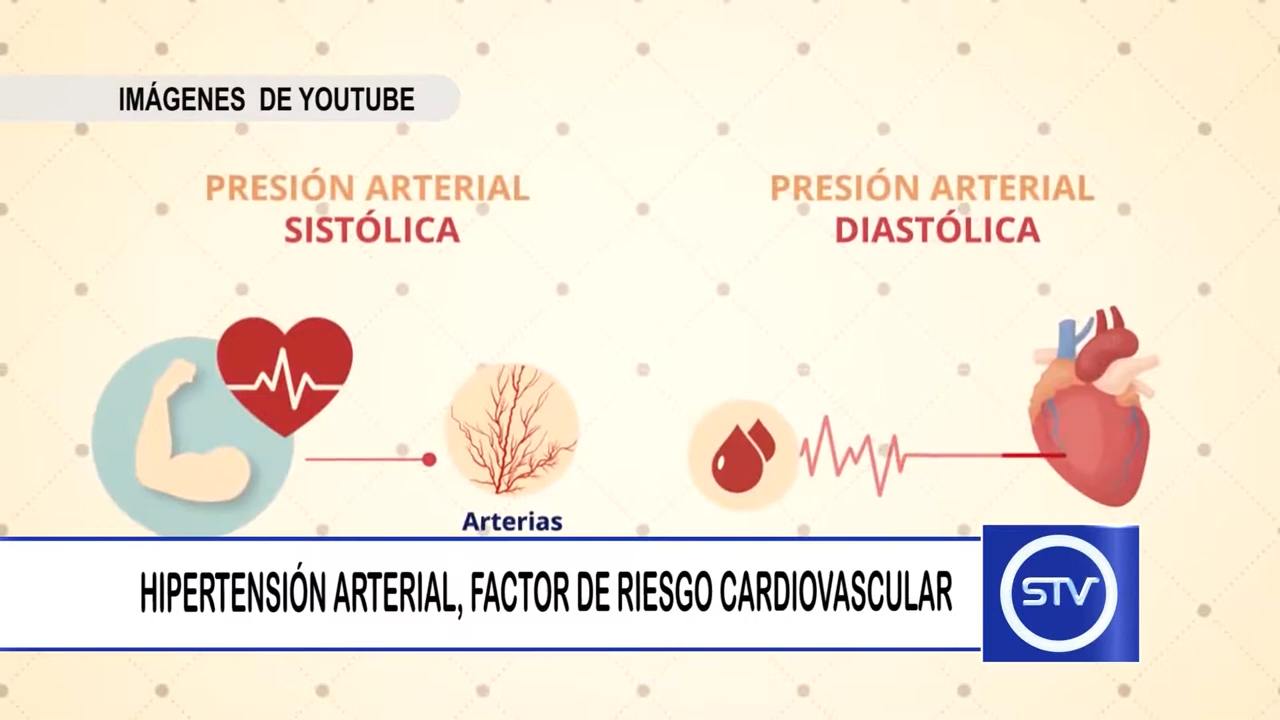 IMÁGENES DE YOUTUBE
PRESIÓN ARTERIAL
SISTÓLICA
PRESIÓN ARTERIAL
DIASTÓLICA
Arterias
HIPERTENSIÓN ARTERIAL, FACTOR DE RIESGO CARDIOVASCULAR
STV